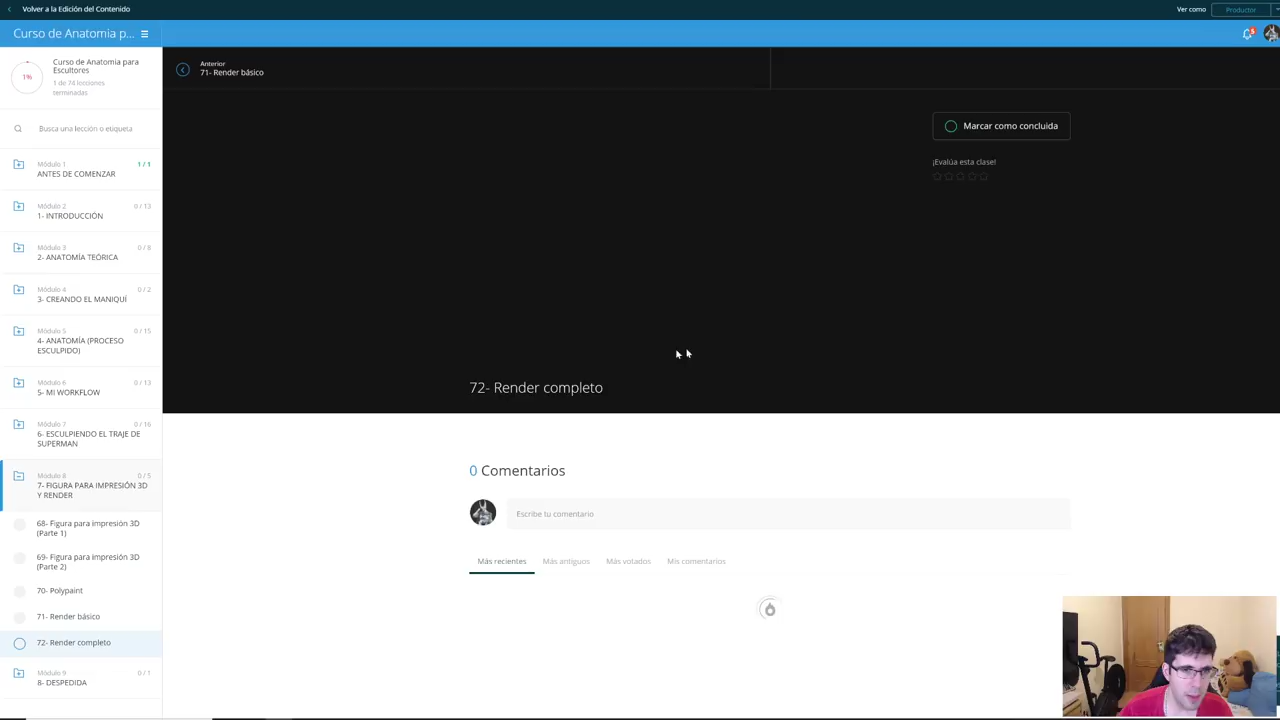 Volver a la Edición del Contenido
Ver como
Productor
Curso de Anatomía p...
5
1%
Curso de Anatomía para
Escultores
1 de 74 lecciones
terminadas
Busca una lección o etiqueta
Módulo 1
1 / 1
ANTES DE COMENZAR
Módulo 2
0 / 13
1- INTRODUCCIÓN
Módulo 3
0 / 8
2- ANATOMÍA TEÓRICA
Módulo 4
0 / 2
3- CREANDO EL MANIQUÍ
Módulo 5
0 / 15
4- ANATOMÍA (PROCESO
ESCULPIDO)
Módulo 6
0 / 13
5- MI WORKFLOW
Módulo 7
0 / 16
6- ESCULPIENDO EL TRAJE DE
SUPERMAN
Módulo 8
0 / 5
7- FIGURA PARA IMPRESIÓN 3D
Y RENDER
68- Figura para impresión 3D
(Parte 1)
69- Figura para impresión 3D
(Parte 2)
70- Polypaint
71- Render básico
72- Render completo
Módulo 9
0 / 1
8- DESPEDIDA
Anterior
71- Render básico
Marcar como concluida
¡Evalúa esta clase!
72- Render completo
0 Comentarios
Escribe tu comentario
Más recientes
Más antiguos
Más votados
Mis comentarios